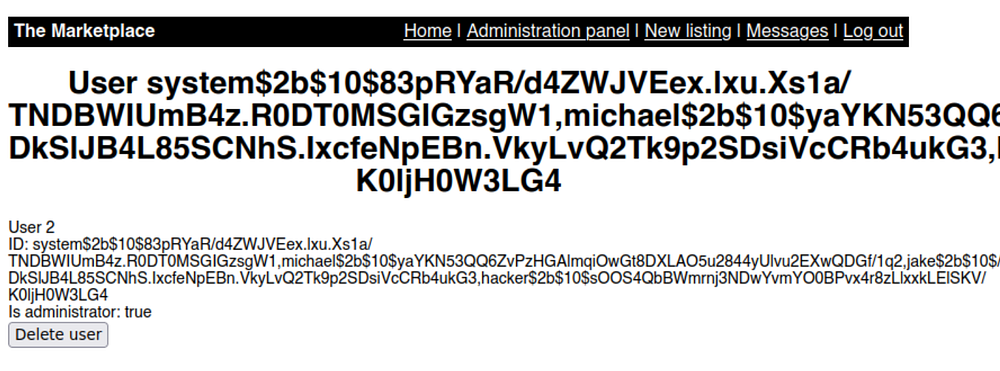 The Marketplace Home | Administration panel | New listing | Messages | Log out
User system$2b$10$83pRYaR/d4ZWJVEex.lxu.Xs1a/
TNDBWIUmB4z.R0DT0MSGIGzsgW1,michael$2b$10$yaYKN53QQ6
DkSlJB4L85SCNhS.IxcfeNpEBn.VkyLvQ2Tk9p2SDsiVcCRb4ukG3,
K0ljH0W3LG4
User 2
ID: system$2b$10$83pRYaR/d4ZWJVEex.lxu.Xs1a/
TNDBWIUmB4z.R0DT0MSGIGzsgW1,michael$2b$10$yaYKN53QQ6ZvPzHGAlmqiOwGt8DXLAO5u2844yUlvu2EXwQDGf/1q2,jake$2b$10$/
DkSlJB4L85SCNhS.IxcfeNpEBn.VkyLvQ2Tk9p2SDsiVcCRb4ukG3,hacker$2b$10$sOOS4QbBWmrnj3NDwYvmYO0BPvx4r8zLlxxkLElSKV/
K0ljH0W3LG4
Is administrator: true
Delete user